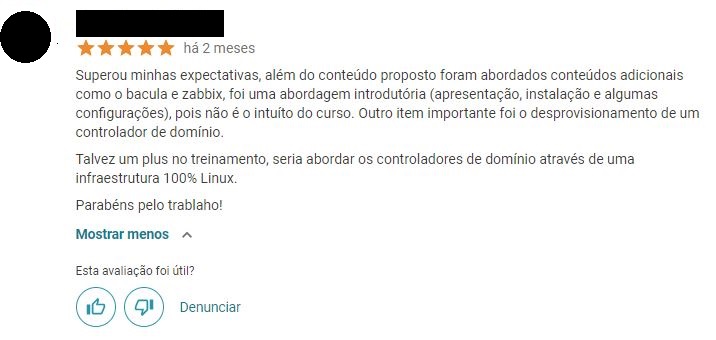 há 2 meses
Superou minhas expectativas, além do conteúdo proposto foram abordados conteúdos adicionais
como o bacula e zabbix, foi uma abordagem introdutória (apresentação, instalação e algumas
configurações), pois não é o intuíto do curso. Outro item importante foi o desprovisionamento de um
controlador de domínio.
Talvez um plus no treinamento, seria abordar os controladores de domínio através de uma
infraestrutura 100% Linux.
Parabéns pelo trablaho!
Mostrar menos
Esta avaliação foi útil?
Denunciar